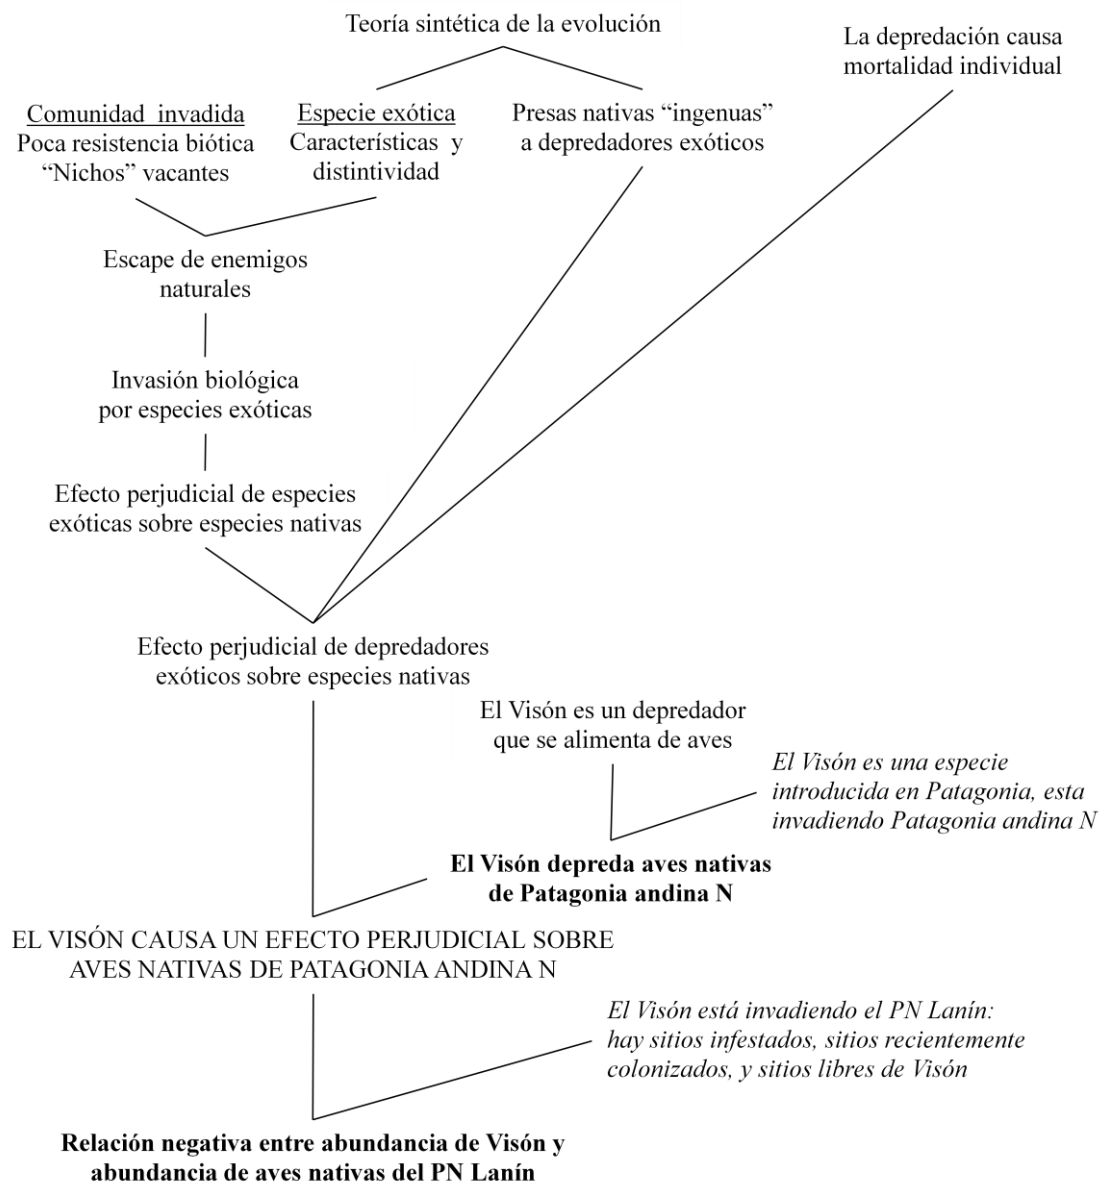 Teoría sintética de la evolución
La depredación causa
mortalidad individual
Comunidad invadida
Poca resistencia biótica
“Nichos” vacantes
Especie exótica
Características y
distintividad
Presas nativas “ingenuas”
a depredadores exóticos
Escape de enemigos
naturales
Invasión biológica
por especies exóticas
Efecto perjudicial de especies
exóticas sobre especies nativas
Efecto perjudicial de depredadores
exóticos sobre especies nativas
El Visón es un depredador
que se alimenta de aves
El Visón es una especie
introducida en Patagonia, esta
invadiendo Patagonia andina N
El Visón depreda aves nativas
de Patagonia andina N
EL VISÓN CAUSA UN EFECTO PERJUDICIAL SOBRE
AVES NATIVAS DE PATAGONIA ANDINA N
El Visón está invadiendo el PN Lanín:
hay sitios infestados, sitios recientemente
colonizados, y sitios libres de Visón
Relación negativa entre abundancia de Visón y
abundancia de aves nativas del PN Lanín